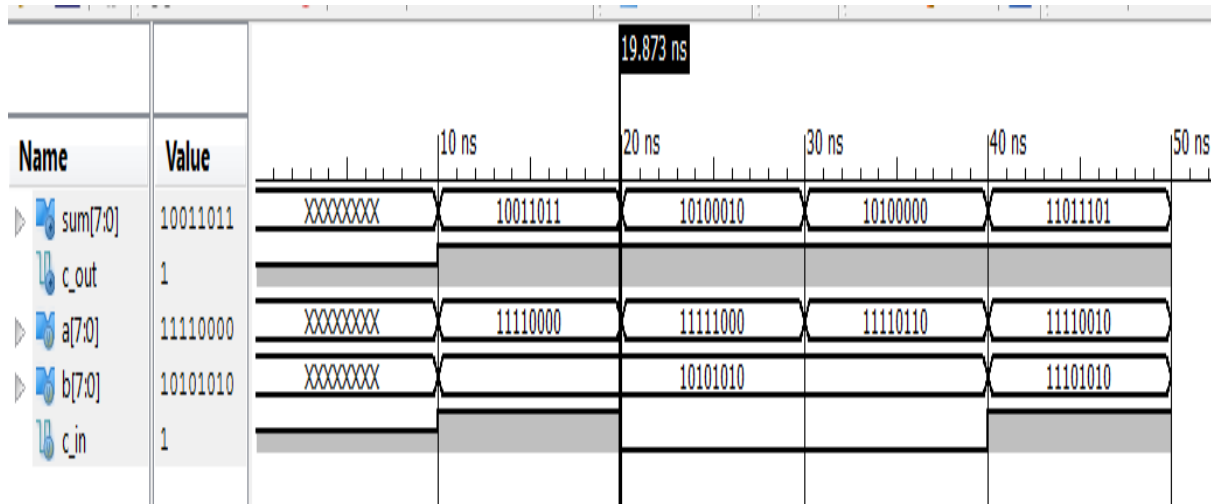 19.873 ns
Name Value 10 ns 20 ns 30 ns 40 ns 50 ns
sum[7:0] 10011011 XXXXXXXX 10011011 10100010 10100000 11011101
c_out 1
a[7:0] 11110000 XXXXXXXX 11110000 11111000 11110110 11110010
b[7:0] 10101010 XXXXXXXX 10101010 11101010
c_in 1